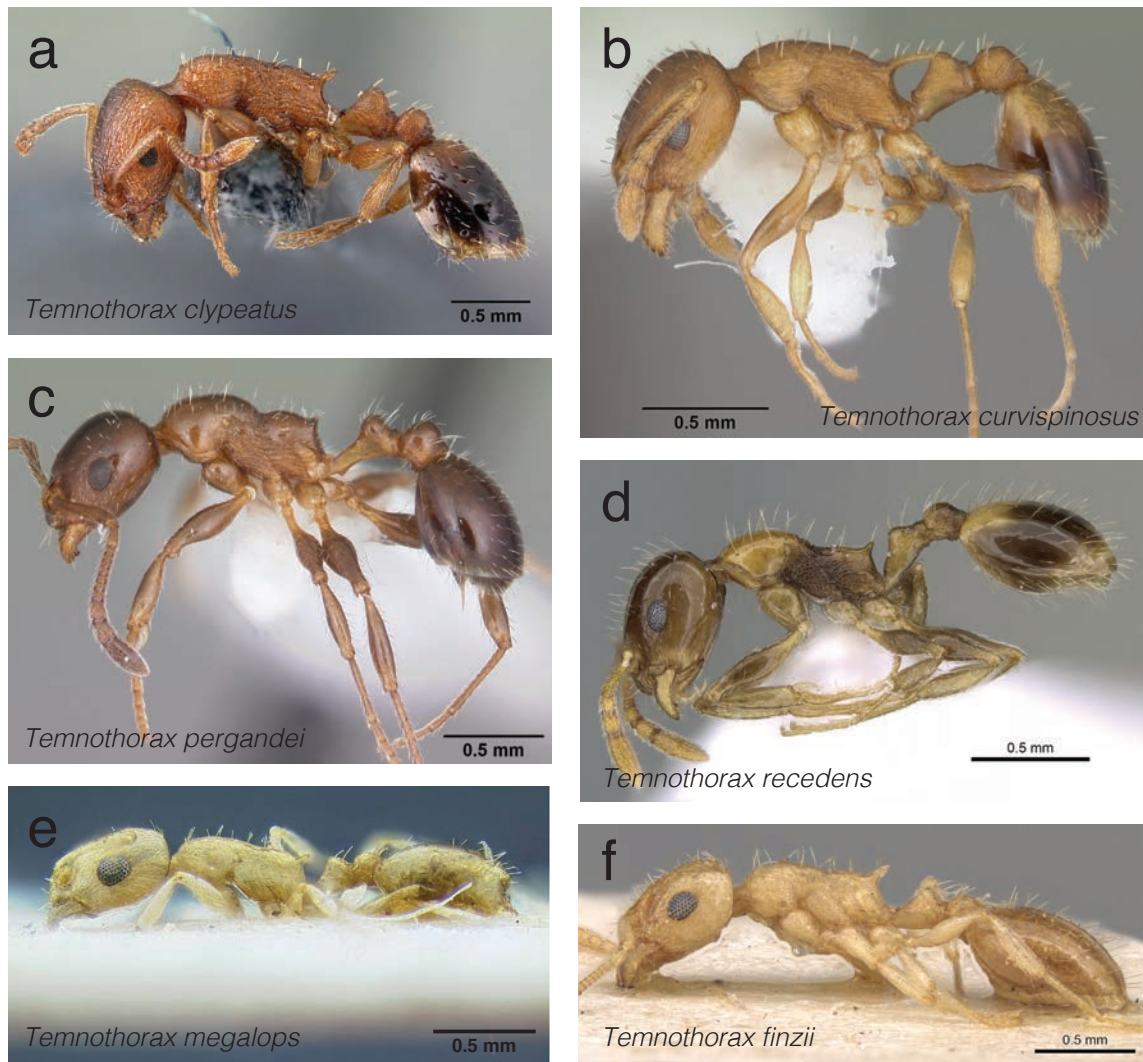 a
Temnothorax clypeatus
0.5 mm
b
0.5 mm
Temnothorax curvispinosus
c
Temnothorax pergandei
0.5 mm
d
0.5 mm
Temnothorax recedens
e
Temnothorax megalops
0.5 mm
f
Temnothorax finzii
0.5 mm